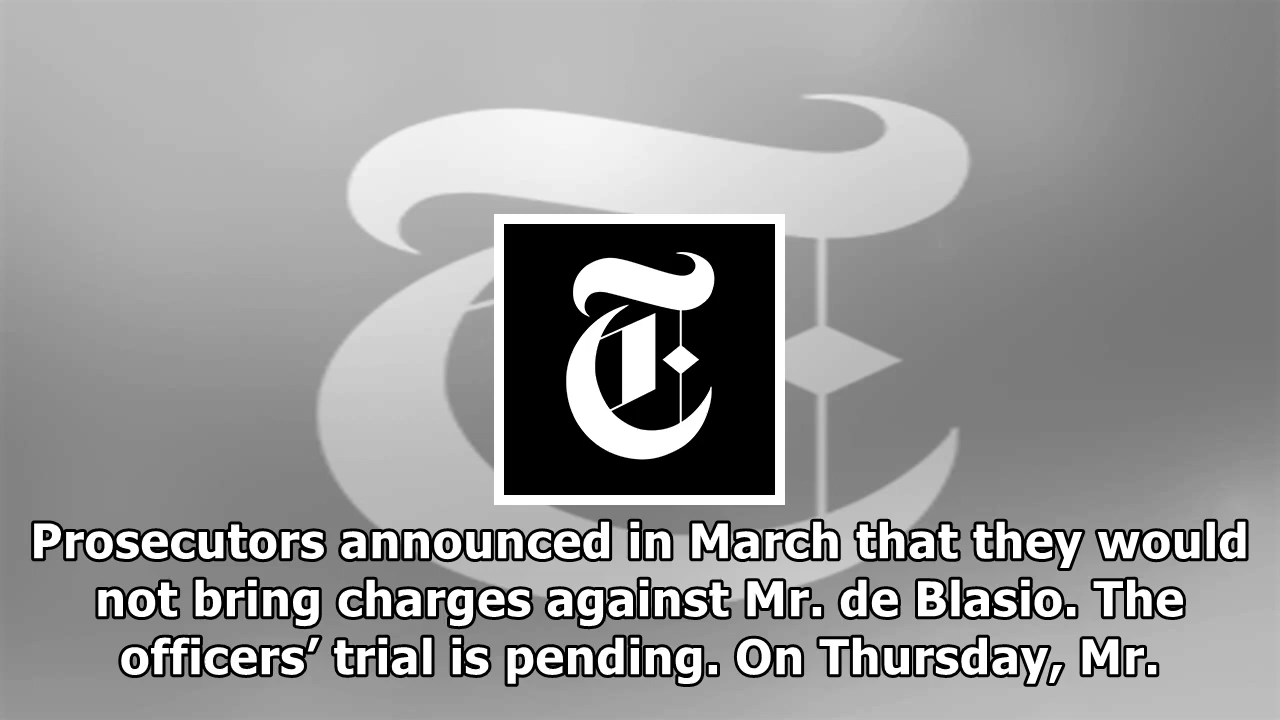 Prosecutors announced in March that they would
not bring charges against Mr. de Blasio. The
officers’ trial is pending. On Thursday, Mr.